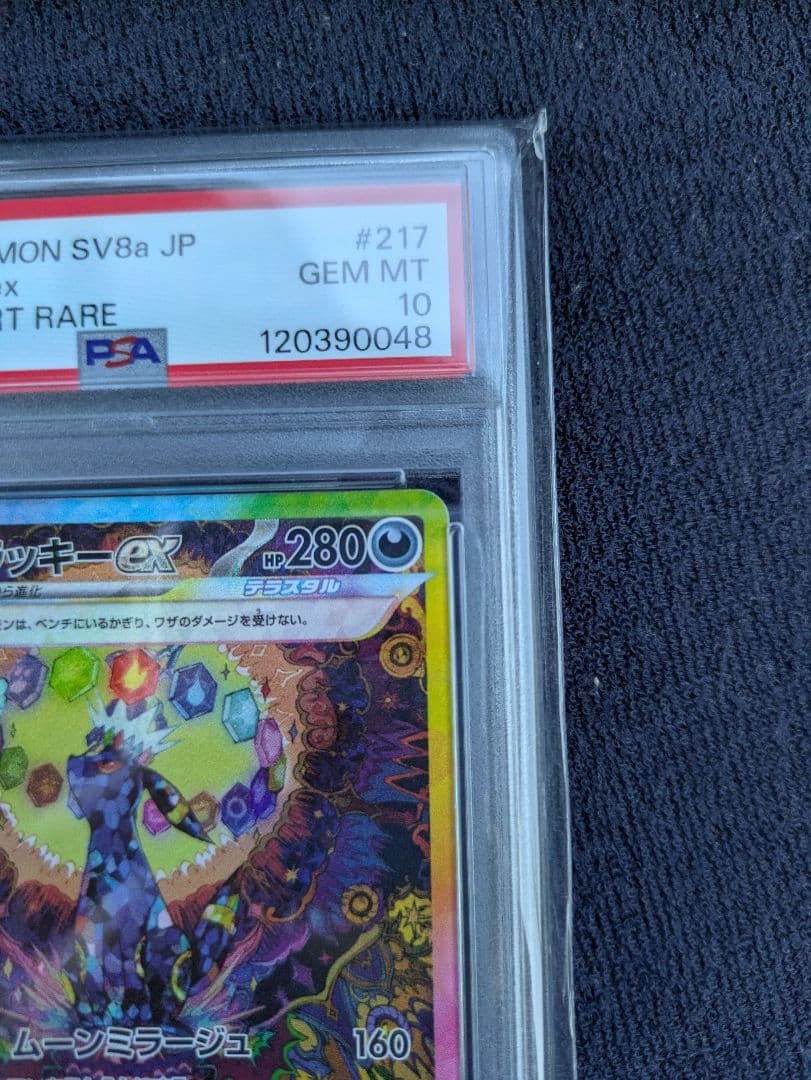 MON SV8a JP #217
ex GEM MT
RT RARE 10
PSA 120390048
ッキーex HP280
ら進化 テラスタル
ンは、ベンチにいるかぎり、ワザのダメージを受けない。
ムーンミラージュ 160